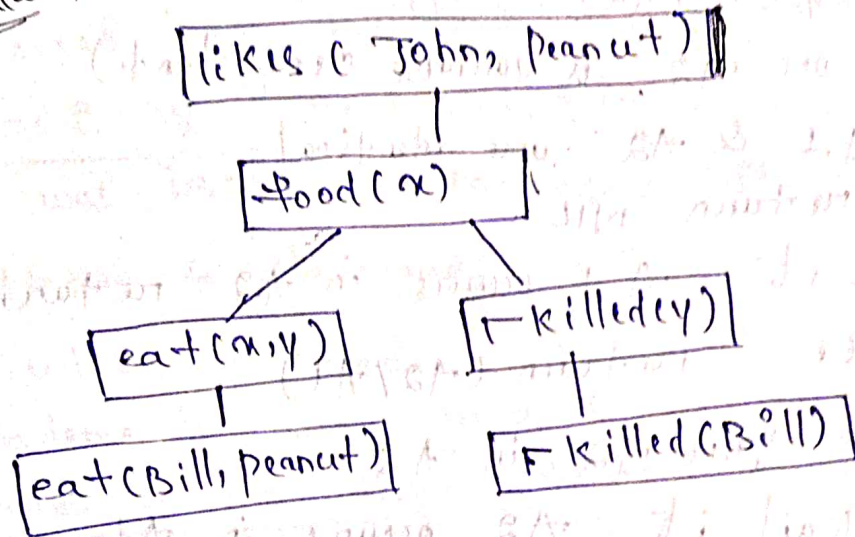 likes ( John, Peanut )
food (x)
eat (x, y)
⊢ killed (y)
eat (Bill, Peanut)
⊢ killed (Bill)